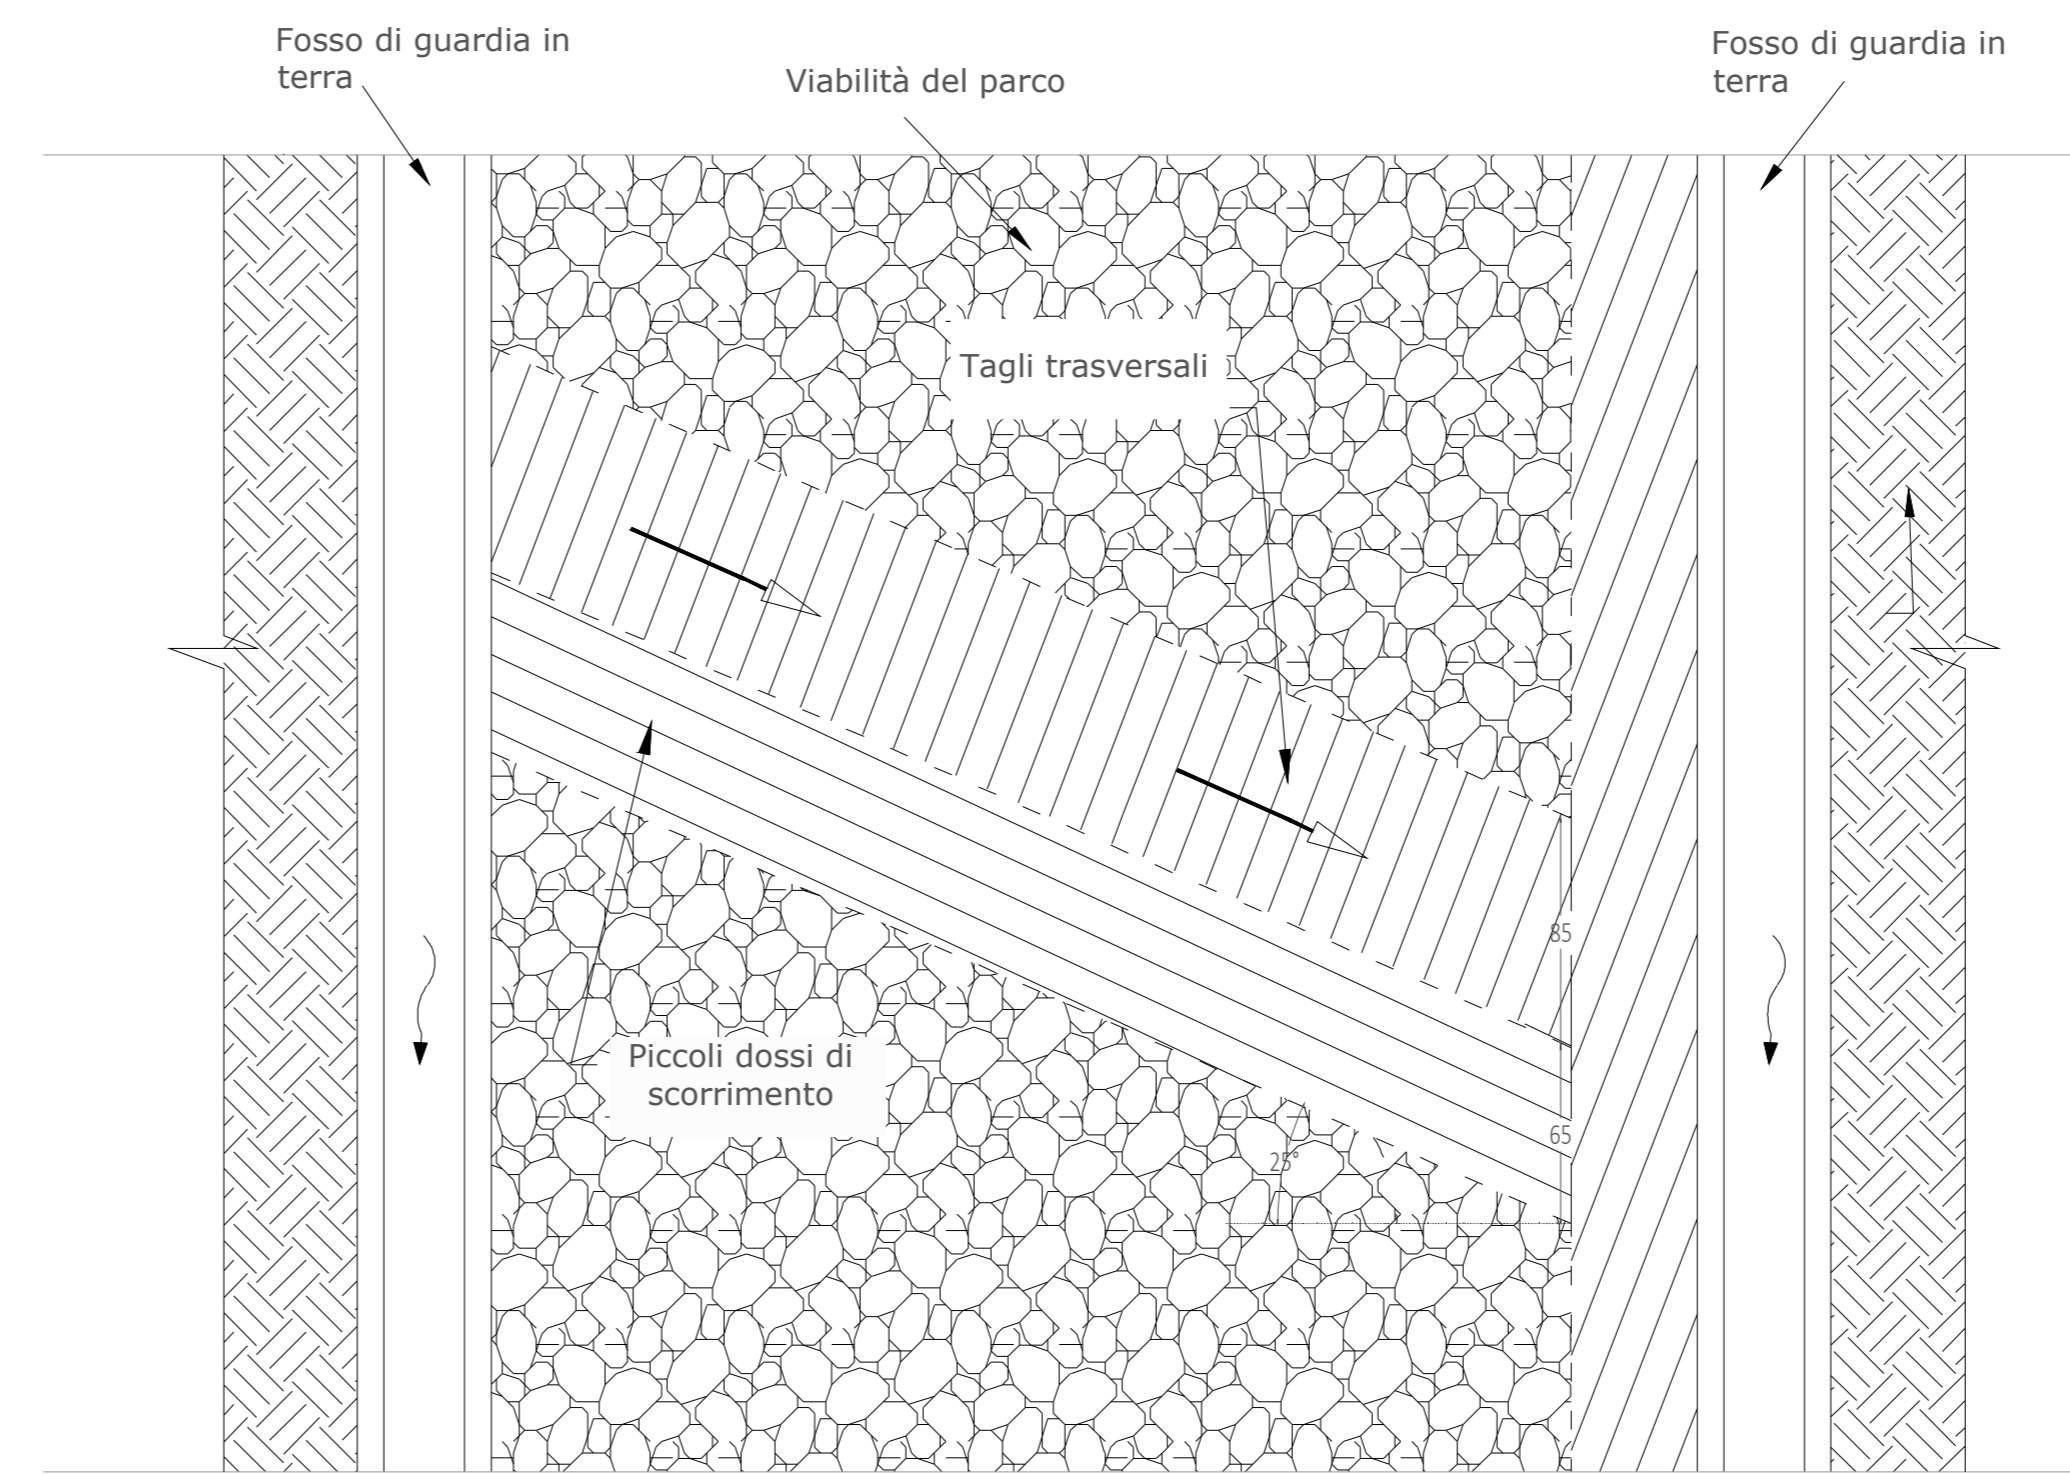 Fosso di guardia in
terra
Viabilità del parco
Fosso di guardia in
terra
Tagli trasversali
85
Piccoli dossi di
scorrimento
65
25°